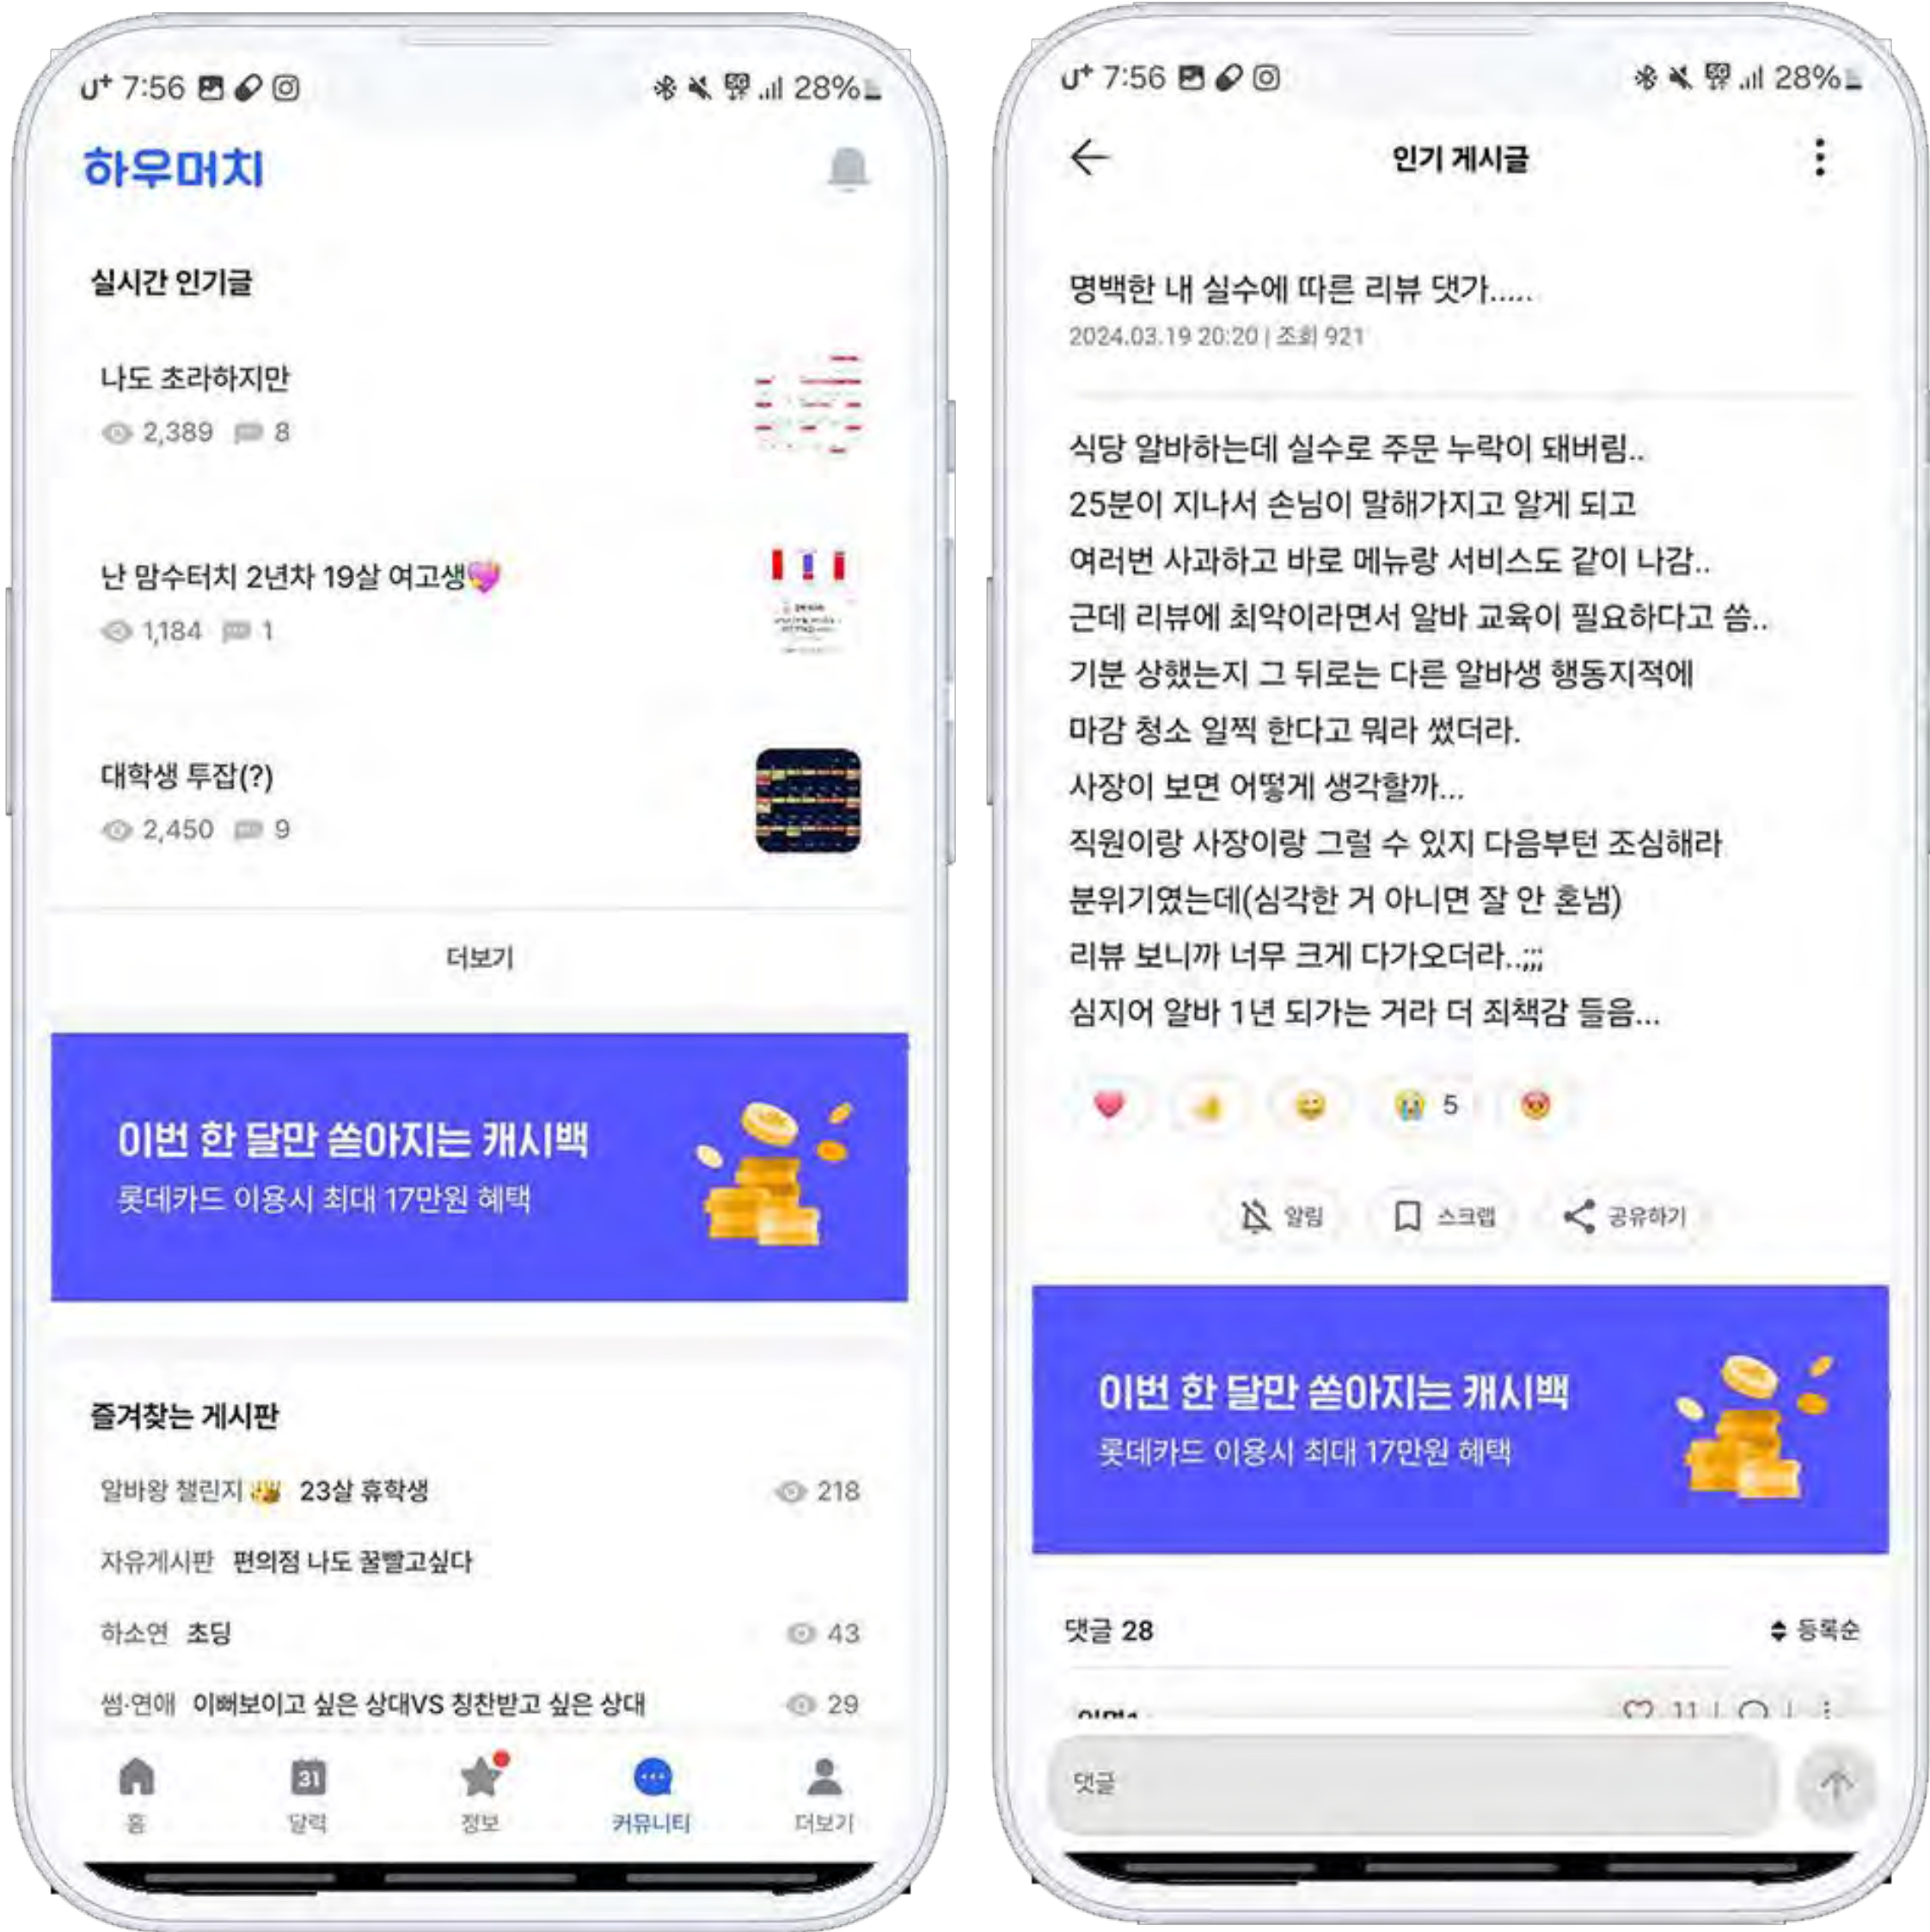 U⁺ 7:56
28%
하우머치
실시간 인기글
나도 초라하지만
2,389 8
난 맘수터치 2년차 19살 여고생💖
1,184 1
대학생 투잡(?)
2,450 9
더보기
이번 한 달만 쏟아지는 캐시백
롯데카드 이용시 최대 17만원 혜택
즐겨찾는 게시판
알바왕 챌린지👑 23살 휴학생 218
자유게시판 편의점 나도 꿀빨고싶다
하소연 초딩 43
썸·연애 이뻐보이고 싶은 상대VS 칭찬받고 싶은 상대 29
31
홈 달력 정보 커뮤니티 더보기
U⁺ 7:56
28%
인기 게시글
명백한 내 실수에 따른 리뷰 댓가.....
2024.03.19 20:20 | 조회 921
식당 알바하는데 실수로 주문 누락이 돼버림..
25분이 지나서 손님이 말해가지고 알게 되고
여러번 사과하고 바로 메뉴랑 서비스도 같이 나감..
근데 리뷰에 최악이라면서 알바 교육이 필요하다고 씀..
기분 상했는지 그 뒤로는 다른 알바생 행동지적에
마감 청소 일찍 한다고 뭐라 썼더라.
사장이 보면 어떻게 생각할까...
직원이랑 사장이랑 그럴 수 있지 다음부턴 조심해라
분위기였는데(심각한 거 아니면 잘 안 혼냄)
리뷰 보니까 너무 크게 다가오더라..;;;
심지어 알바 1년 되가는 거라 더 죄책감 들음...
5
알림 스크랩 공유하기
이번 한 달만 쏟아지는 캐시백
롯데카드 이용시 최대 17만원 혜택
댓글 28 등록순
11
댓글